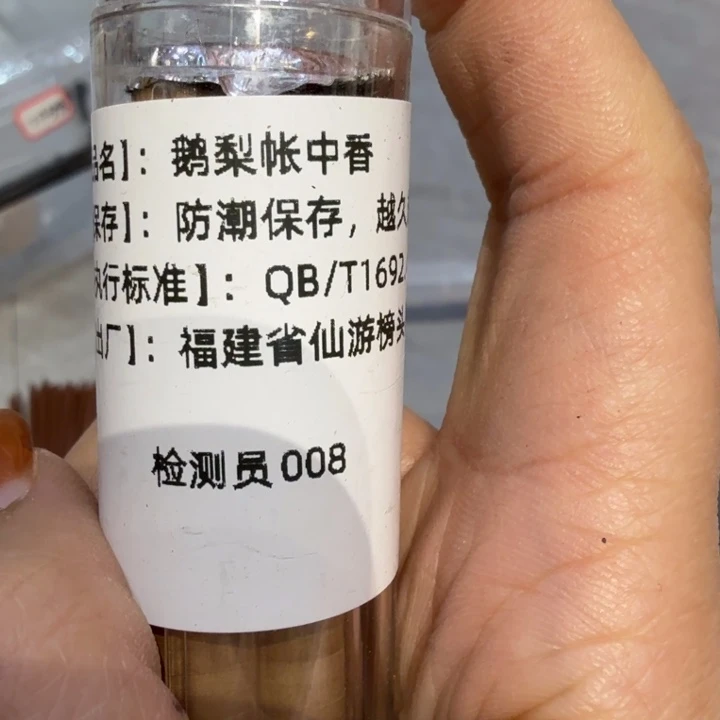 名】：鹅梨帐中香
保存】：防潮保存，越久
执行标准】：QB/T1692
出厂】：福建省仙游榜头
检测员008